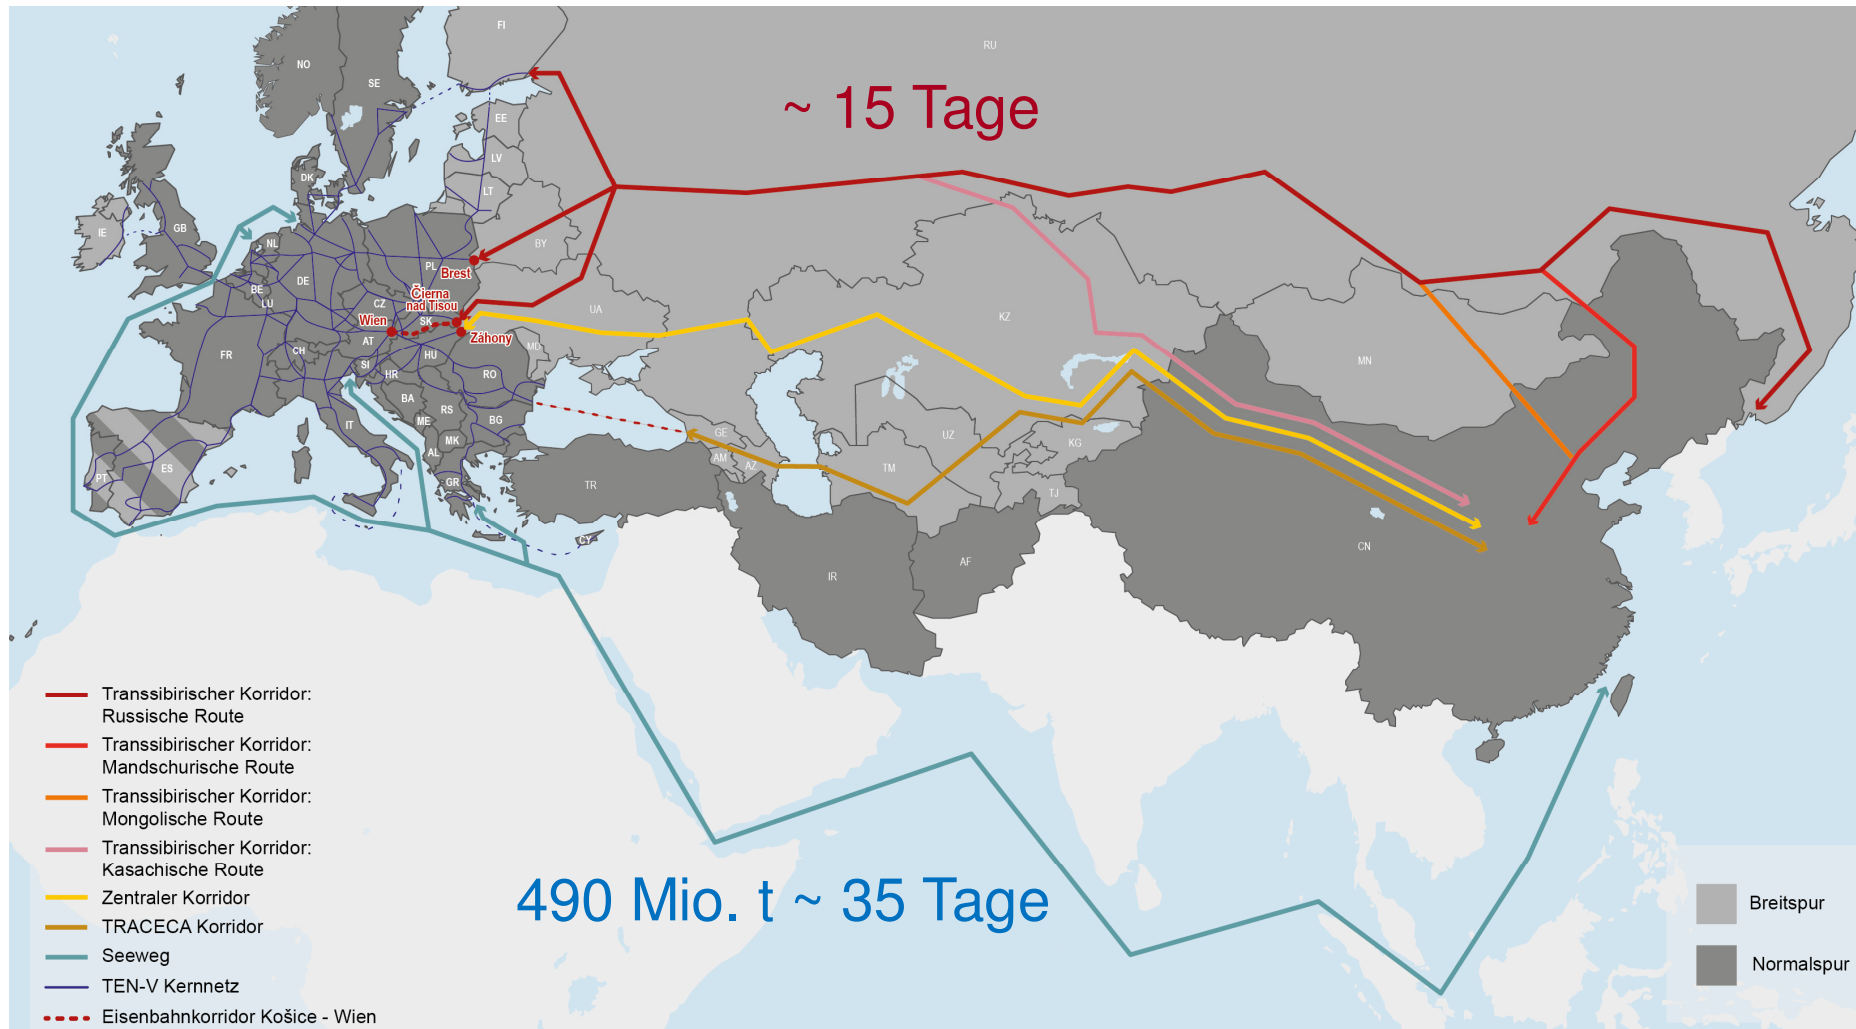 FI
RU
NO
SE
~ 15 Tage
EE
LV
DK
LT
IE
GB
NL
BY
PL
Brest
DE
BE
LU
CZ
Čierna
nad Tisou
UA
KZ
Wien
SK
Záhony
AT
MD
FR
CH
HU
MN
SI
RO
HR
BA
RS
IT
ME
BG
MK
GE
UZ
KG
AL
AM
AZ
TM
ES
PT
GR
TR
TJ
CY
CN
AF
IR
Transsibirischer Korridor:
Russische Route
Transsibirischer Korridor:
Mandschurische Route
Transsibirischer Korridor:
Mongolische Route
Transsibirischer Korridor:
Kasachische Route
Zentraler Korridor
TRACECA Korridor
Seeweg
TEN-V Kernnetz
Eisenbahnkorridor Košice - Wien
490 Mio. t ~ 35 Tage
Breitspur
Normalspur